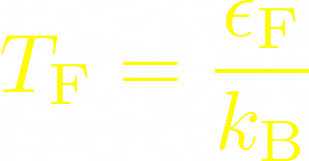 T_F = ϵ_F / k_B